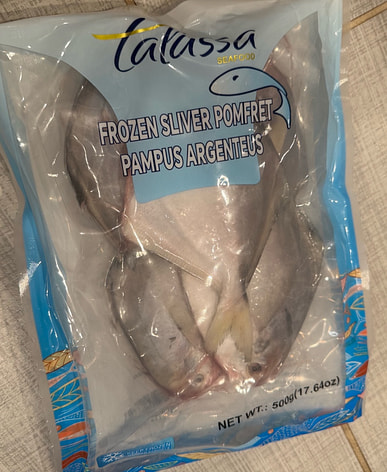 Talassa
SEAFOOD
FROZEN SLIVER POMFRET
PAMPUS ARGENTEUS
NET WT.: 500g(17.64oz)